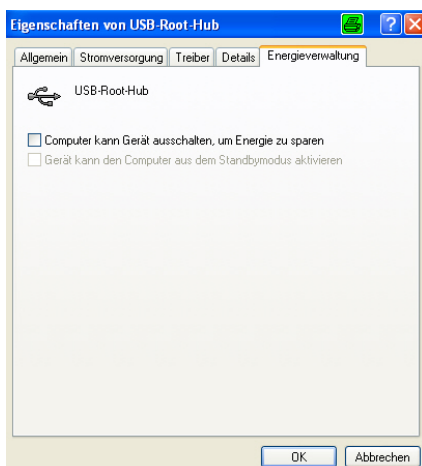 Eigenschaften von USB-Root-Hub
Allgemein Stromversorgung Treiber Details Energieverwaltung
USB-Root-Hub
Computer kann Gerät ausschalten, um Energie zu sparen
Gerät kann den Computer aus dem Standbymodus aktivieren
OK Abbrechen